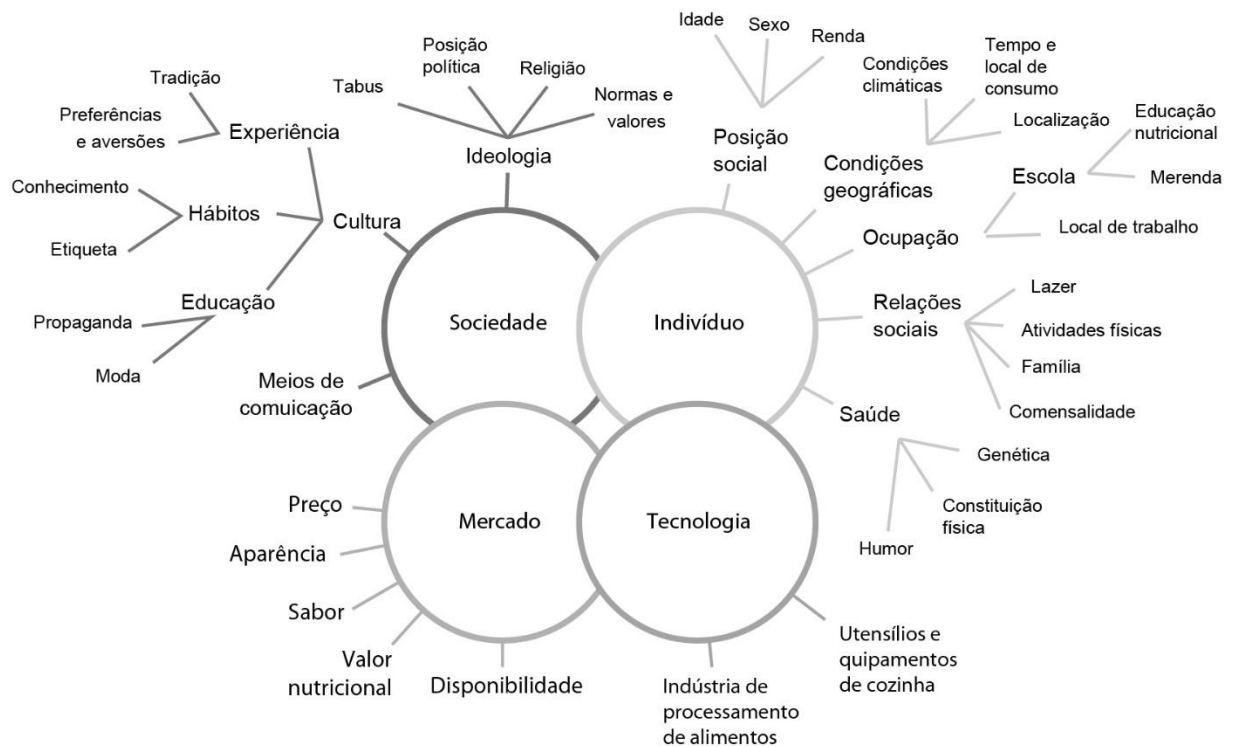 Idade
Sexo
Renda
Tradição
Tabus
Posição
política
Religião
Normas e
valores
Condições
climáticas
Tempo e
local de
consumo
Preferências
e aversões
Experiência
Ideologia
Posição
social
Localização
Educação
nutricional
Conhecimento
Hábitos
Cultura
Condições
geográficas
Escola
Merenda
Etiqueta
Ocupação
Local de trabalho
Educação
Propaganda
Moda
Sociedade
Indivíduo
Relações
sociais
Lazer
Atividades físicas
Família
Comensalidade
Meios de
comuicação
Saúde
Genética
Constituição
física
Humor
Preço
Aparência
Sabor
Valor
nutricional
Disponibilidade
Mercado
Tecnologia
Indústria de
processamento
de alimentos
Utensílios e
quipamentos
de cozinha